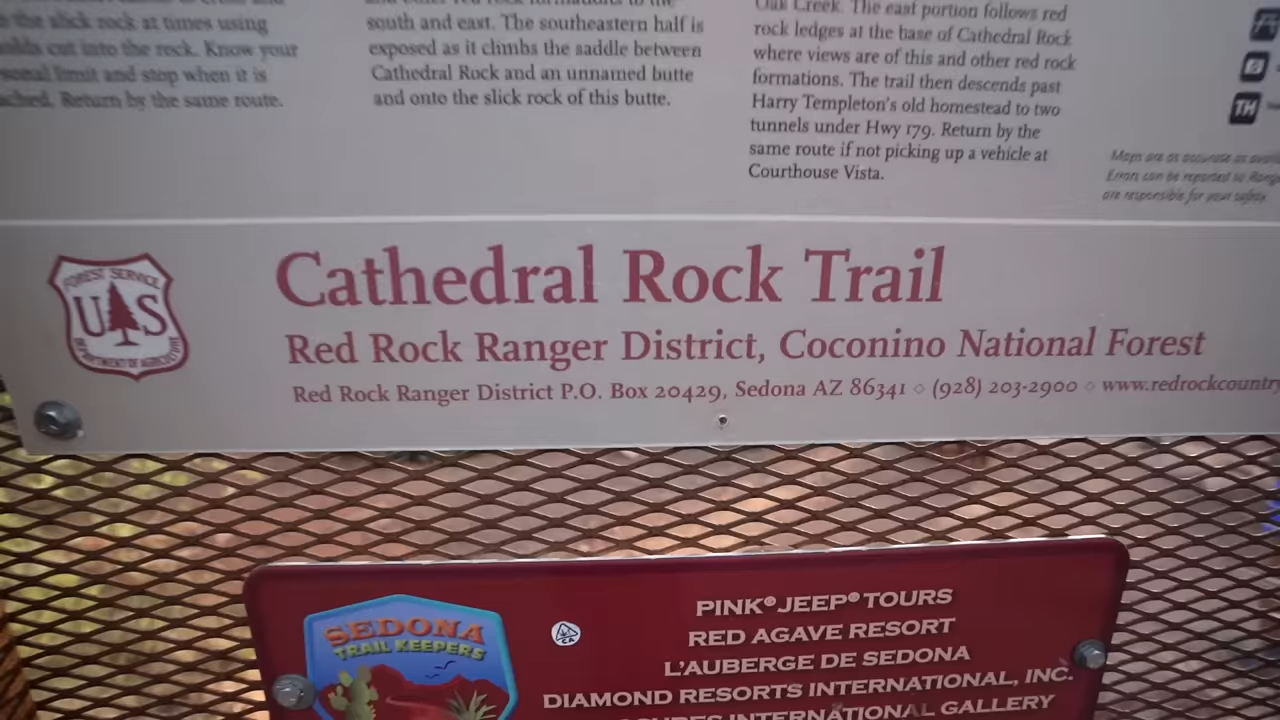 the slick rock at times using
cut into the rock. Know your
limit and stop when it is
Return by the same route.
south and east. The southeastern half is
exposed as it climbs the saddle between
Cathedral Rock and an unnamed butte
and onto the slick rock of this butte.
Oak Creek. The east portion follows red
rock ledges at the base of Cathedral Rock
where views are of this and other red rock
formations. The trail then descends past
Harry Templeton's old homestead to two
tunnels under Hwy 179. Return by the
same route if not picking up a vehicle at
Courthouse Vista.
TH
Maps are as accurate as
Errors can be reported to
are responsible for your safety.
FOREST SERVICE
U S
DEPARTMENT OF AGRICULTURE
Cathedral Rock Trail
Red Rock Ranger District, Coconino National Forest
Red Rock Ranger District P.O. Box 20429, Sedona AZ 86341 ◇ (928) 203-2900 ◇ www.redrockcountry
SEDONA
TRAIL KEEPERS
CA
PINK® JEEP® TOURS
RED AGAVE RESORT
L'AUBERGE DE SEDONA
DIAMOND RESORTS INTERNATIONAL, INC.
INTERNATIONAL GALLERY